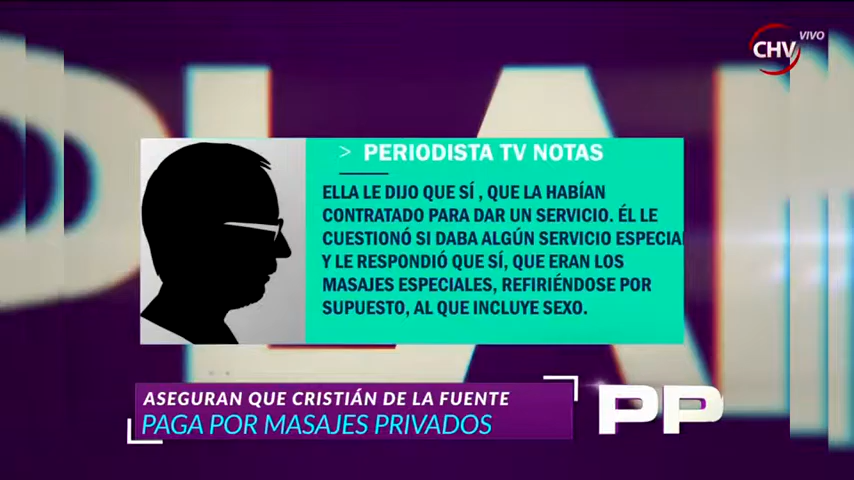 CHV VIVO
> PERIODISTA TV NOTAS
ELLA LE DIJO QUE SÍ , QUE LA HABÍAN
CONTRATADO PARA DAR UN SERVICIO. ÉL LE
CUESTIONÓ SI DABA ALGÚN SERVICIO ESPECIAL
Y LE RESPONDIÓ QUE SÍ, QUE ERAN LOS
MASAJES ESPECIALES, REFIRIÉNDOSE POR
SUPUESTO, AL QUE INCLUYE SEXO.
ASEGURAN QUE CRISTIÁN DE LA FUENTE
PAGA POR MASAJES PRIVADOS
PP